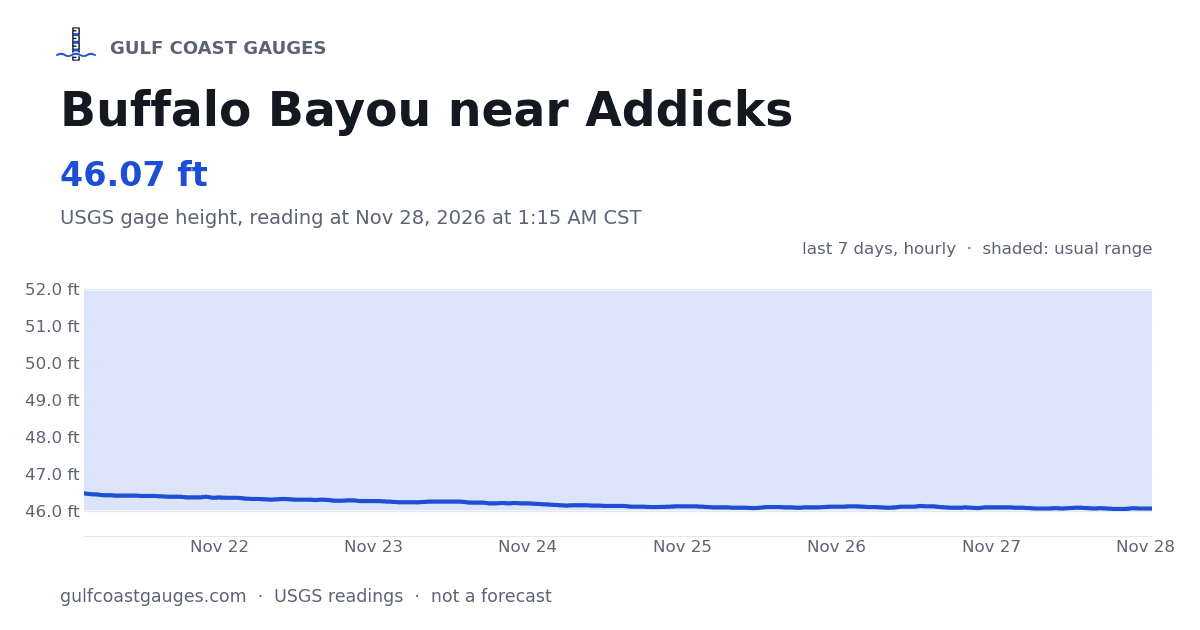 GULF COAST GAUGES
Buffalo Bayou near Addicks
46.07 ft
USGS gage height, reading at Nov 28, 2026 at 1:15 AM CST
last 7 days, hourly · shaded: usual range
52.0 ft
51.0 ft
50.0 ft
49.0 ft
48.0 ft
47.0 ft
46.0 ft
Nov 22 Nov 23 Nov 24 Nov 25 Nov 26 Nov 27 Nov 28
gulfcoastgauges.com · USGS readings · not a forecast